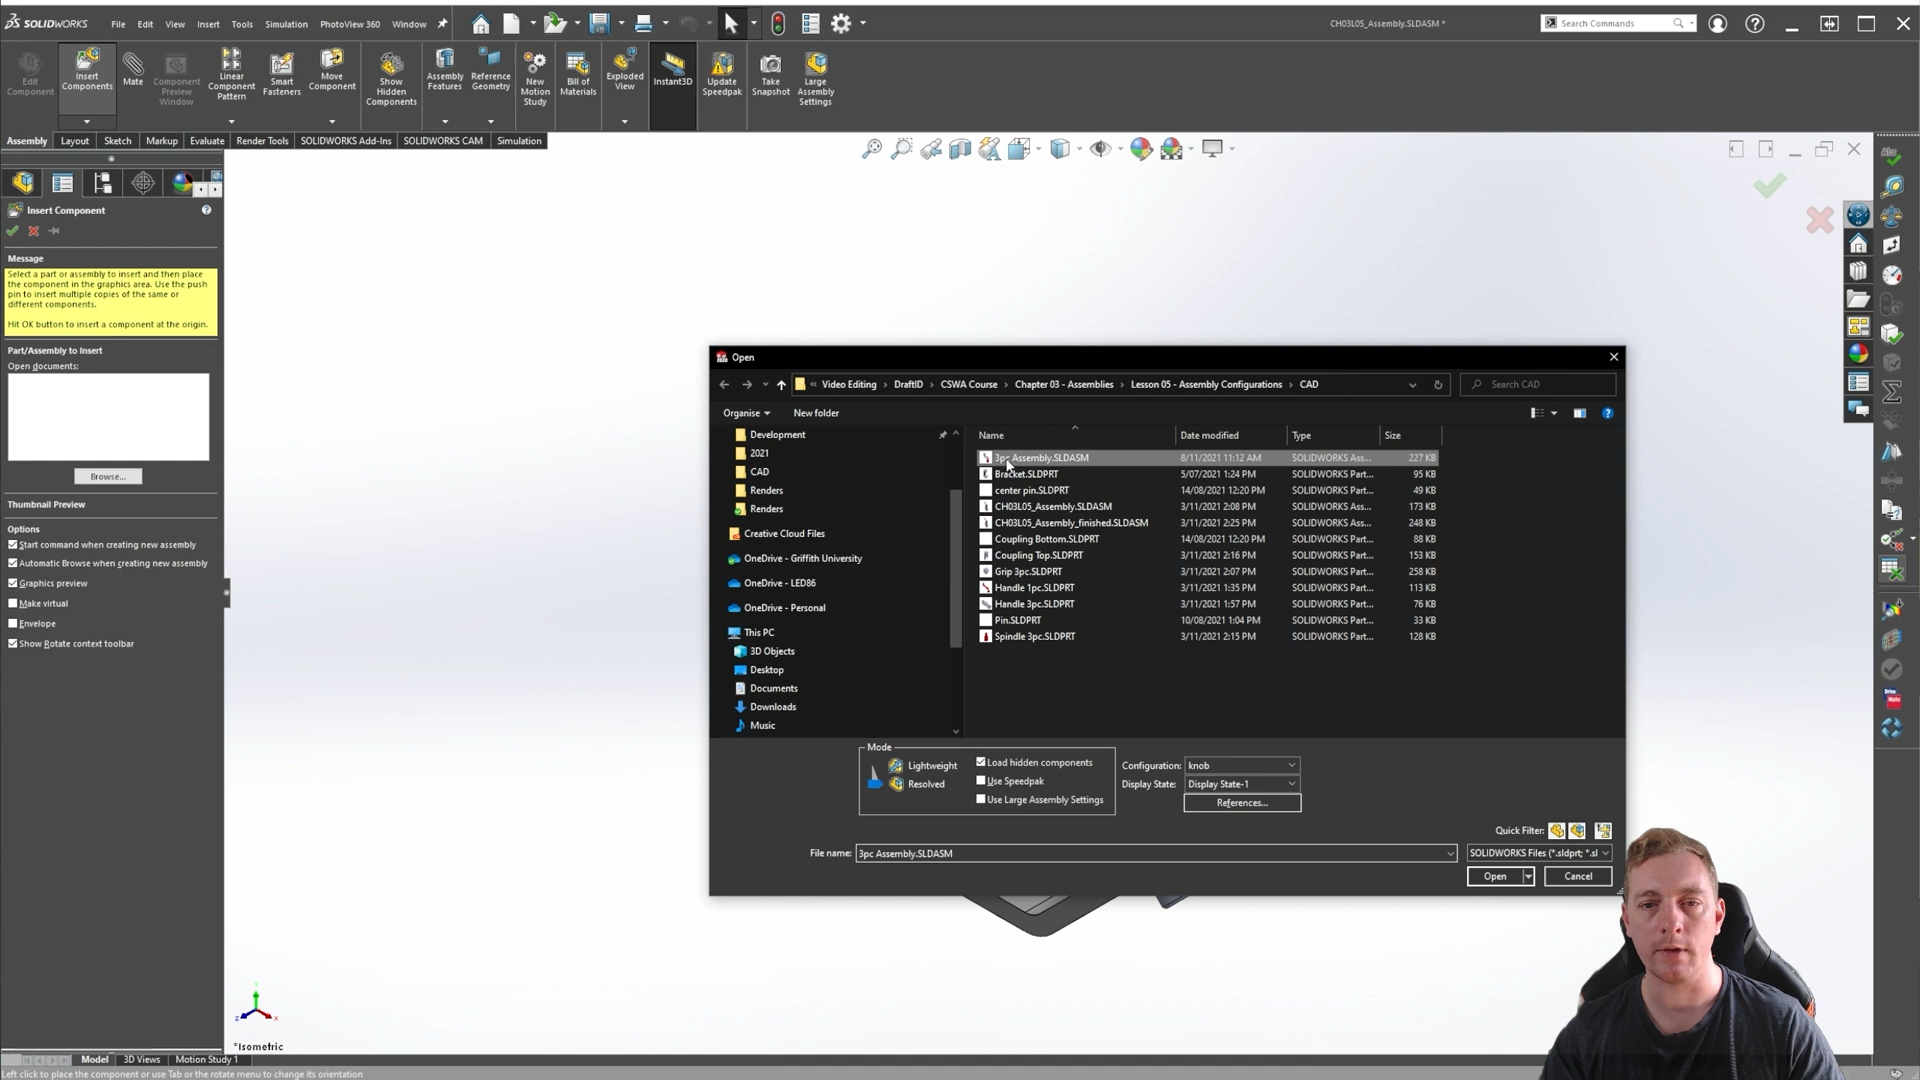 SOLIDWORKS File Edit View Insert Tools Simulation PhotoView 360 Window CH03L05_Assembly.SLDASM * Search Commands
Edit Component
Insert Components
Mate
Component Preview Window
Linear Component Pattern
Smart Fasteners
Move Component
Show Hidden Components
Assembly Features
Reference Geometry
New Motion Study
Bill of Materials
Exploded View
Instant3D
Update Speedpak
Take Snapshot
Large Assembly Settings
Assembly Layout Sketch Markup Evaluate Render Tools SOLIDWORKS Add-Ins SOLIDWORKS CAM Simulation
Insert Component
Message
Select a part or assembly to insert and then place
the component in the graphics area. Use the push
pin to insert multiple copies of the same or
different components.
Hit OK button to insert a component at the origin.
Part/Assembly to Insert
Open documents:
Browse...
Thumbnail Preview
Options
Start command when creating new assembly
Automatic Browse when creating new assembly
Graphics preview
Make virtual
Envelope
Show Rotate context toolbar
Open
« Video Editing › DraftID › CSWA Course › Chapter 03 - Assemblies › Lesson 05 - Assembly Configurations › CAD Search CAD
Organise New folder
Development
2021
CAD
Renders
Renders
Creative Cloud Files
OneDrive - Griffith University
OneDrive - LED86
OneDrive - Personal
This PC
3D Objects
Desktop
Documents
Downloads
Music
Name Date modified Type Size
3pc Assembly.SLDASM 8/11/2021 11:12 AM SOLIDWORKS Ass... 227 KB
Bracket.SLDPRT 5/07/2021 1:24 PM SOLIDWORKS Part... 95 KB
center pin.SLDPRT 14/08/2021 12:20 PM SOLIDWORKS Part... 49 KB
CH03L05_Assembly.SLDASM 3/11/2021 2:08 PM SOLIDWORKS Ass... 173 KB
CH03L05_Assembly_finished.SLDASM 3/11/2021 2:25 PM SOLIDWORKS Ass... 248 KB
Coupling Bottom.SLDPRT 14/08/2021 12:20 PM SOLIDWORKS Part... 88 KB
Coupling Top.SLDPRT 3/11/2021 2:16 PM SOLIDWORKS Part... 153 KB
Grip 3pc.SLDPRT 3/11/2021 2:07 PM SOLIDWORKS Part... 258 KB
Handle 1pc.SLDPRT 3/11/2021 1:35 PM SOLIDWORKS Part... 113 KB
Handle 3pc.SLDPRT 3/11/2021 1:57 PM SOLIDWORKS Part... 76 KB
Pin.SLDPRT 10/08/2021 1:04 PM SOLIDWORKS Part... 33 KB
Spindle 3pc.SLDPRT 3/11/2021 2:15 PM SOLIDWORKS Part... 128 KB
Mode
Lightweight
Resolved
Load hidden components
Use Speedpak
Use Large Assembly Settings
Configuration: knob
Display State: Display State-1
References...
Quick Filter:
File name: 3pc Assembly.SLDASM SOLIDWORKS Files (*.sldprt; *.sl
Open Cancel
*Isometric
Model 3D Views Motion Study 1
Left click to place the component or use Tab or the rotate menu to change its orientation